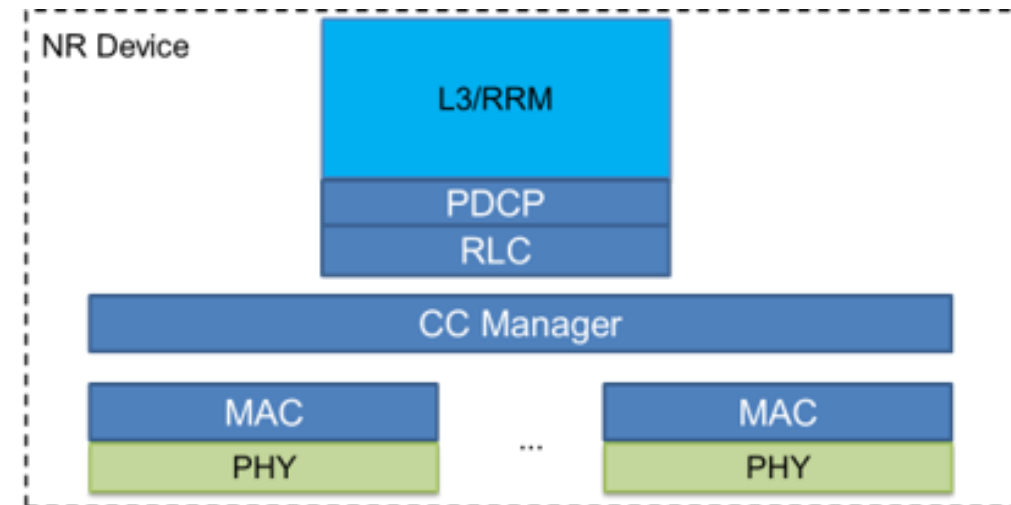 NR Device
L3/RRM
PDCP
RLC
CC Manager
MAC
MAC
...
PHY
PHY